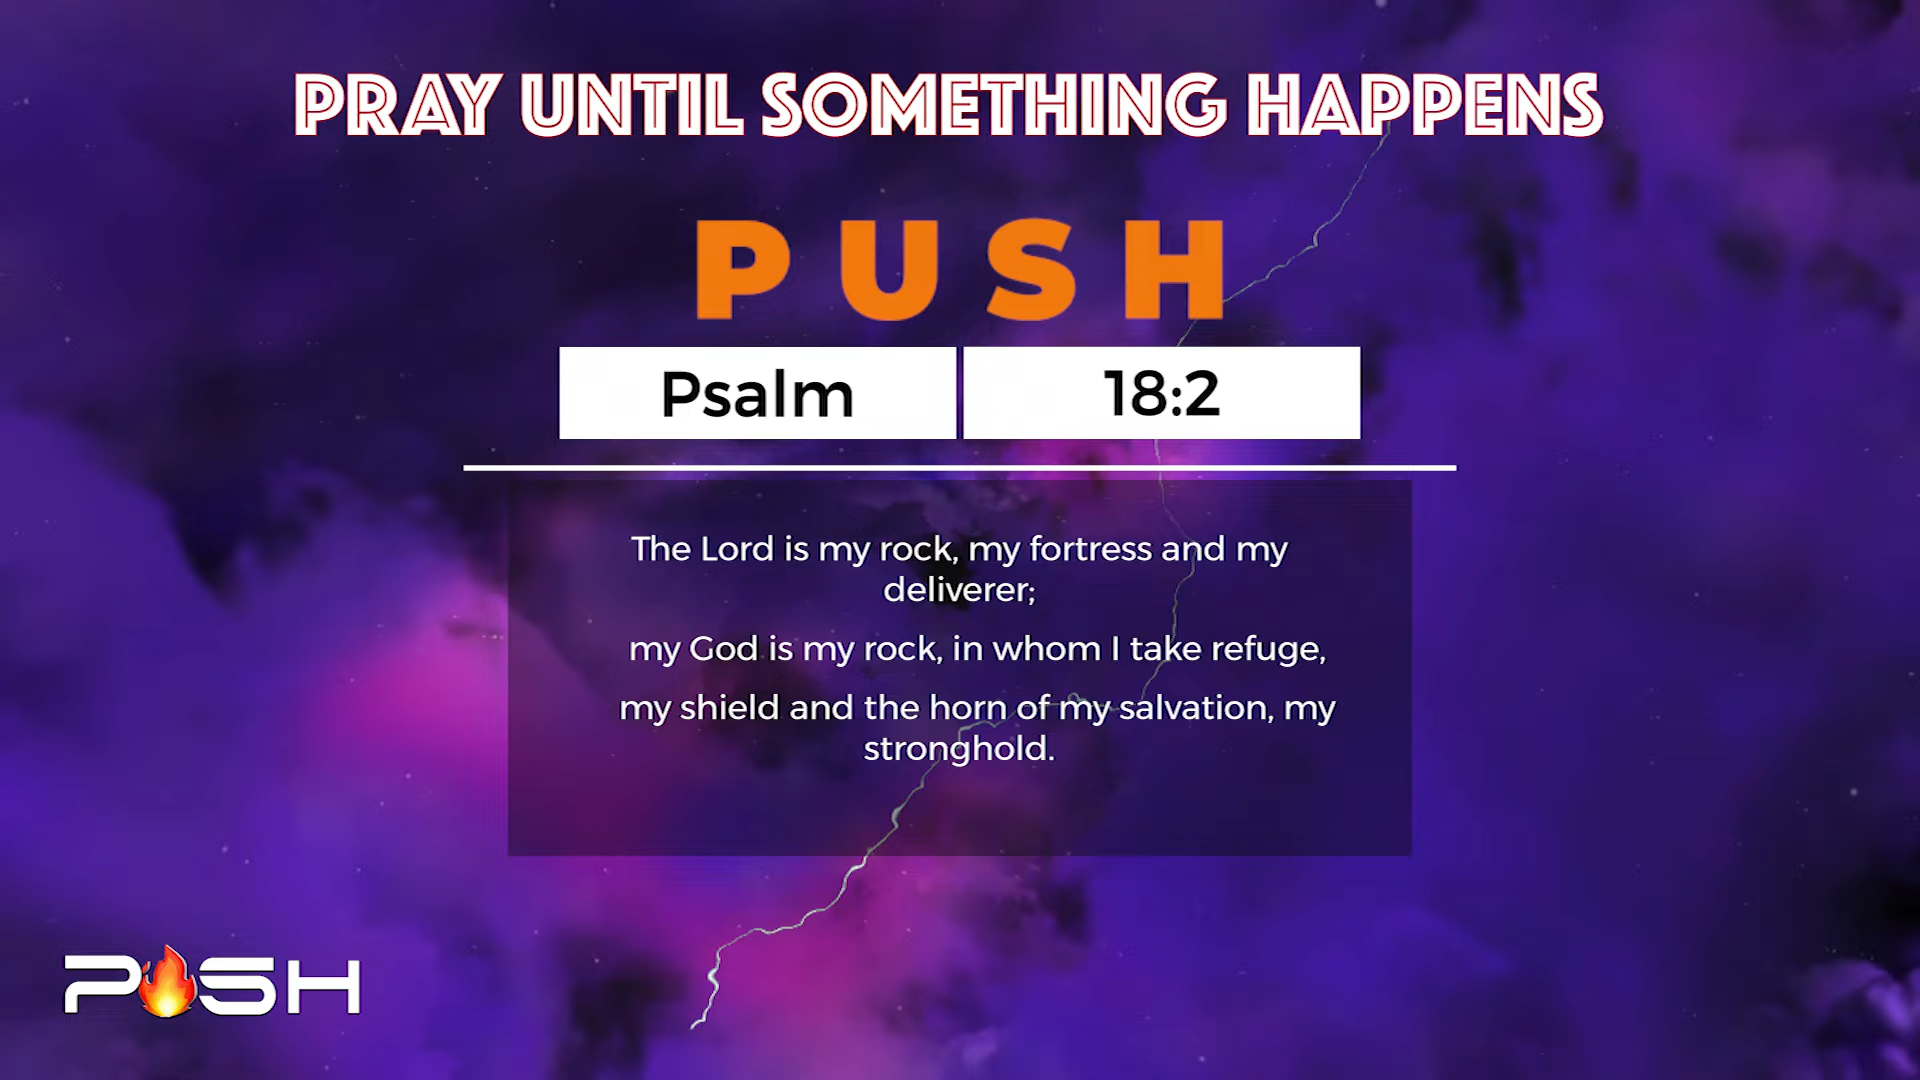 PRAY UNTIL SOMETHING HAPPENS
PUSH
Psalm 18:2
The Lord is my rock, my fortress and my
deliverer;
my God is my rock, in whom I take refuge,
my shield and the horn of my salvation, my
stronghold.
PUSH